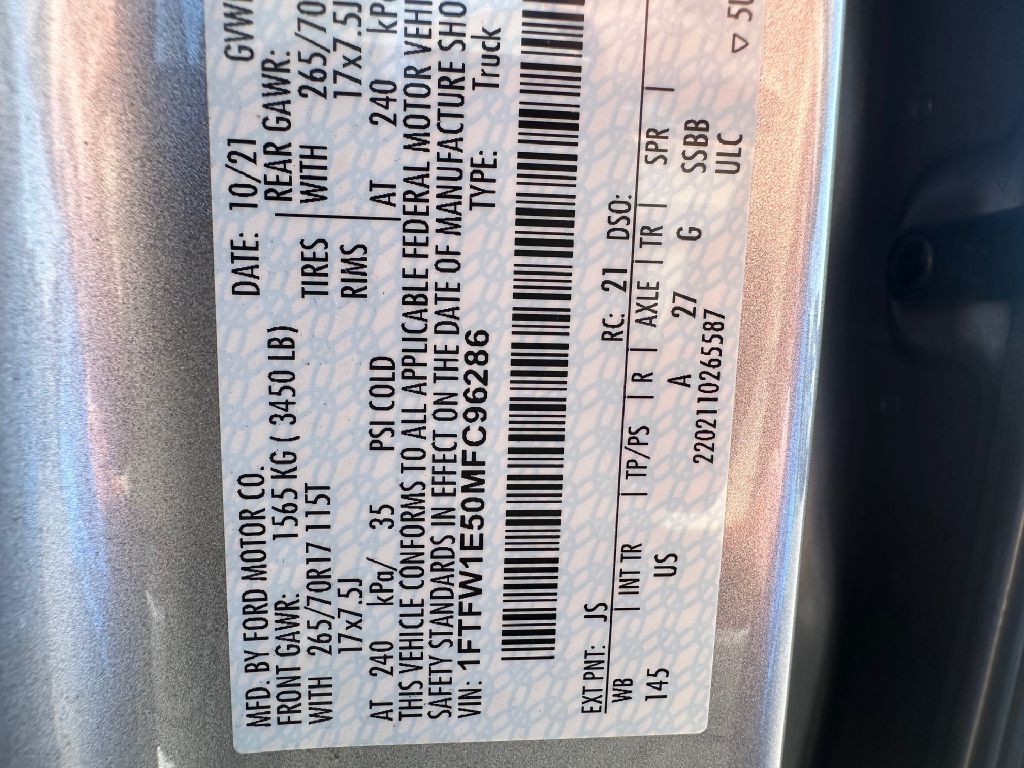 MFD. BY FORD MOTOR CO. DATE: 10/21
FRONT GAWR: 1565 KG ( 3450 LB) REAR GAWR:
WITH 265/70R17 115T TIRES WITH 265/70
17x7.5J RIMS 17x7.5J
AT 240 kPa/ 35 PSI COLD AT 240
THIS VEHICLE CONFORMS TO ALL APPLICABLE FEDERAL MOTOR VEHI
SAFETY STANDARDS IN EFFECT ON THE DATE OF MANUFACTURE SHO
VIN: 1FTFW1E50MFC96286 TYPE: Truck
EXT PNT: JS RC: 21 DSO:
WB | INT TR | TP/PS | R | AXLE | TR | SPR |
145 US A 27 G SSBB
2202110265587 ULC